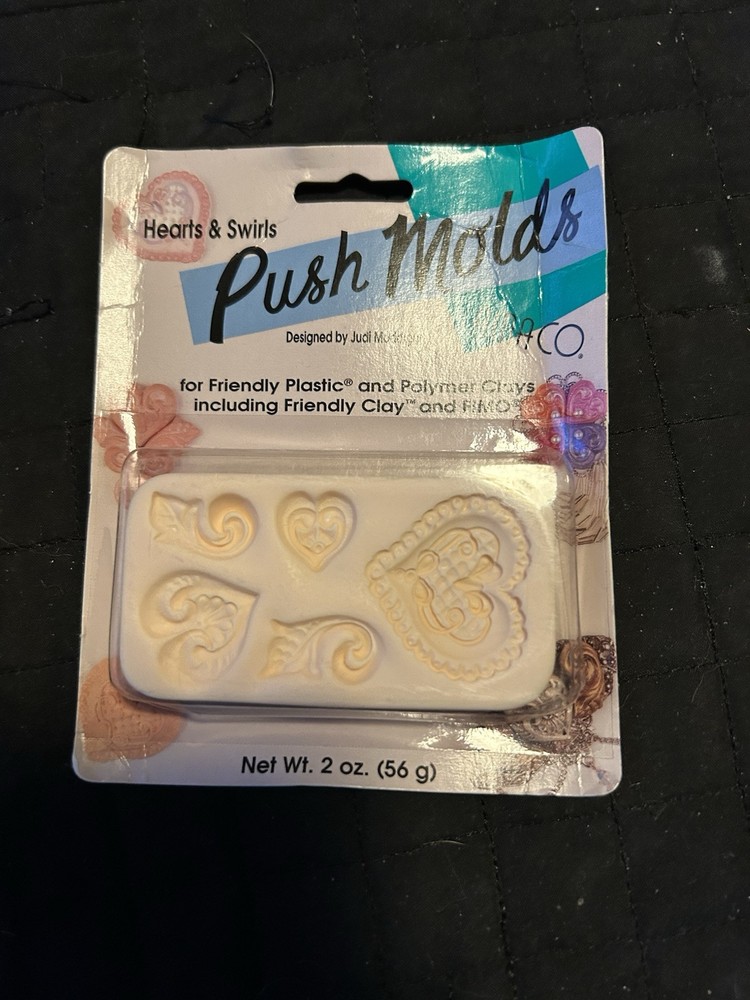 Hearts & Swirls
Push Molds
Designed by Judi
for Friendly Plastic® and Polymer Clays
including Friendly Clay™ and FIMO®
Net Wt. 2 oz. (56 g)